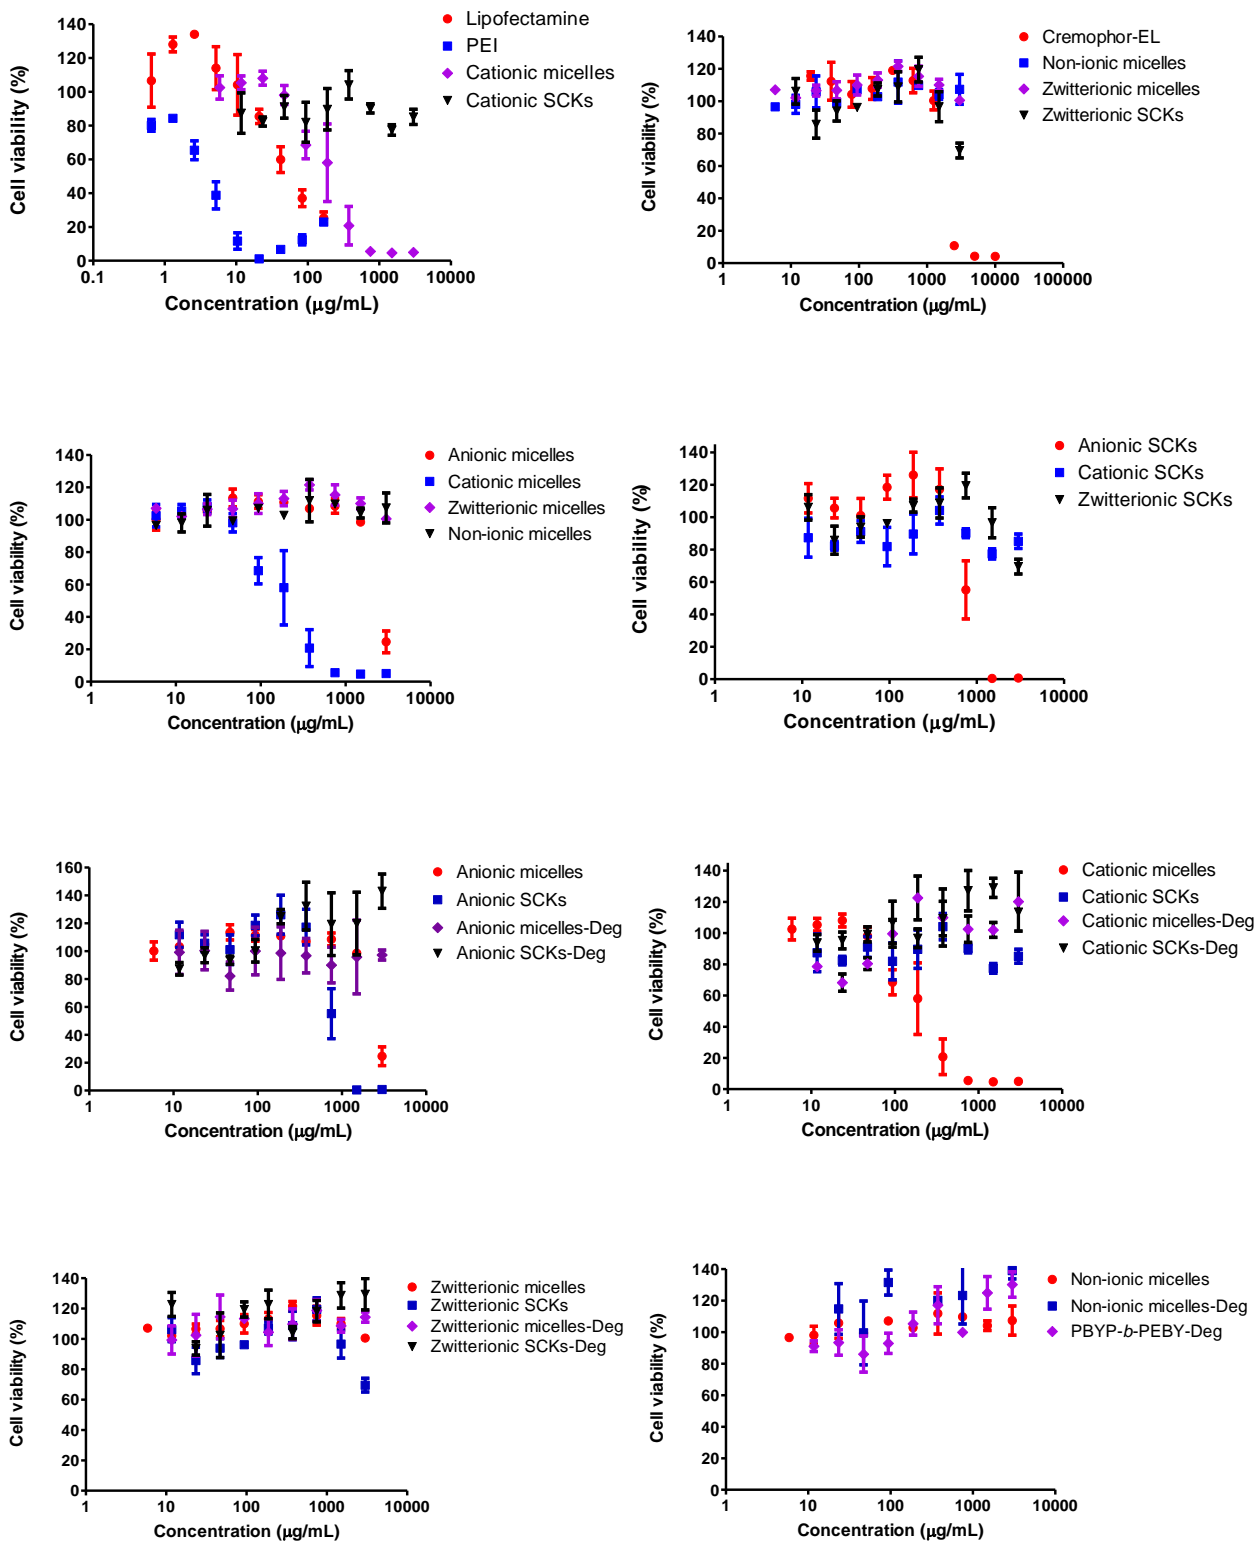 140
120
100
80
60
40
20
0
0.1
1
10
100
1000
10000
Cell viability (%)
Concentration (µg/mL)
Lipofectamine
PEI
Cationic micelles
Cationic SCKs
140
120
100
80
60
40
20
0
1
10
100
1000
10000
100000
Cell viability (%)
Concentration (µg/mL)
Cremophor-EL
Non-ionic micelles
Zwitterionic micelles
Zwitterionic SCKs
140
120
100
80
60
40
20
0
1
10
100
1000
10000
Cell viability (%)
Concentration (µg/mL)
Anionic micelles
Cationic micelles
Zwitterionic micelles
Non-ionic micelles
140
120
100
80
60
40
20
0
1
10
100
1000
10000
Cell viability (%)
Concentration (µg/mL)
Anionic SCKs
Cationic SCKs
Zwitterionic SCKs
160
140
120
100
80
60
40
20
0
1
10
100
1000
10000
Cell viability (%)
Concentration (µg/mL)
Anionic micelles
Anionic SCKs
Anionic micelles-Deg
Anionic SCKs-Deg
140
120
100
80
60
40
20
0
1
10
100
1000
10000
Cell viability (%)
Concentration (µg/mL)
Cationic micelles
Cationic SCKs
Cationic micelles-Deg
Cationic SCKs-Deg
140
120
100
80
60
40
20
0
1
10
100
1000
10000
Cell viability (%)
Concentration (µg/mL)
Zwitterionic micelles
Zwitterionic SCKs
Zwitterionic micelles-Deg
Zwitterionic SCKs-Deg
140
120
100
80
60
40
20
0
1
10
100
1000
10000
Cell viability (%)
Concentration (µg/mL)
Non-ionic micelles
Non-ionic micelles-Deg
PBYP-b-PEBY-Deg